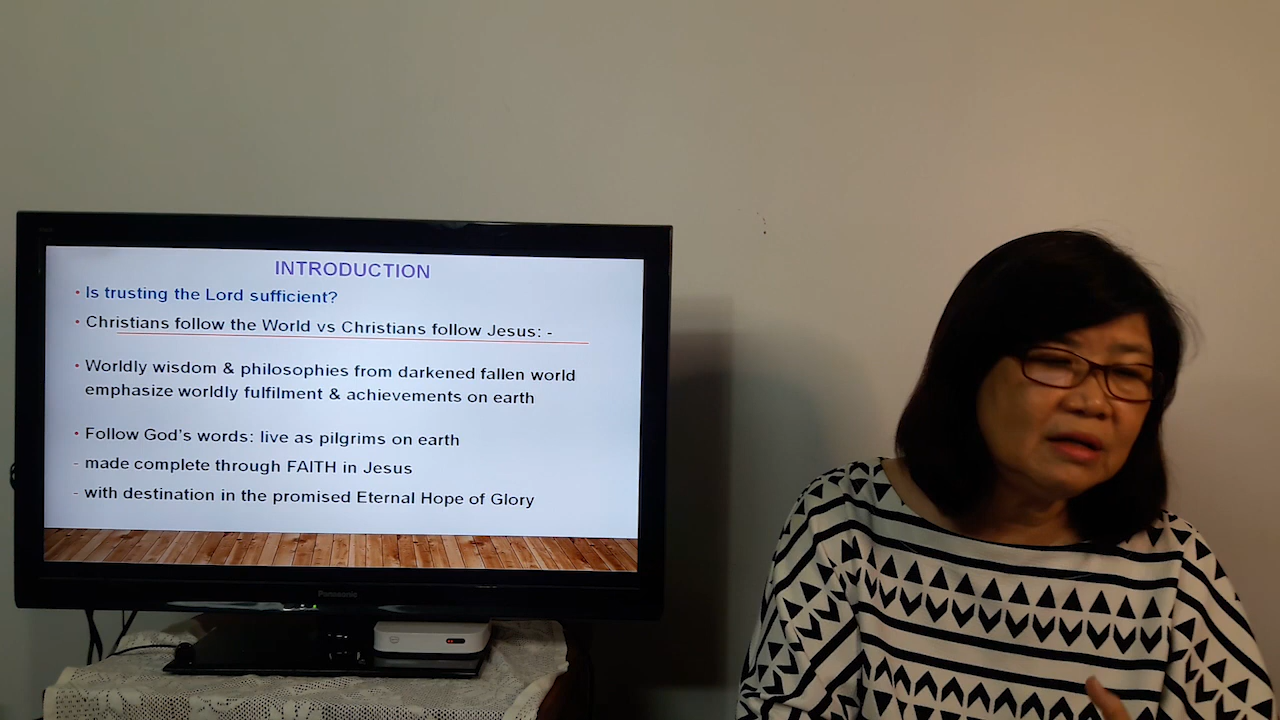 INTRODUCTION
• Is trusting the Lord sufficient?
• Christians follow the World vs Christians follow Jesus: -
• Worldly wisdom & philosophies from darkened fallen world
emphasize worldly fulfilment & achievements on earth
• Follow God's words: live as pilgrims on earth
- made complete through FAITH in Jesus
- with destination in the promised Eternal Hope of Glory
Panasonic